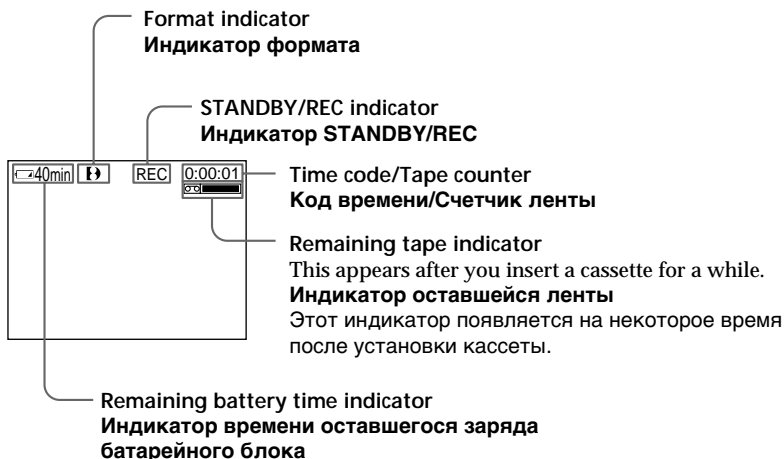 Format indicator
Индикатор формата
STANDBY/REC indicator
Индикатор STANDBY/REC
40min REC 0:00:01
Time code/Tape counter
Код времени/Счетчик ленты
Remaining tape indicator
This appears after you insert a cassette for a while.
Индикатор оставшейся ленты
Этот индикатор появляется на некоторое время
после установки кассеты.
Remaining battery time indicator
Индикатор времени оставшегося заряда
батарейного блока